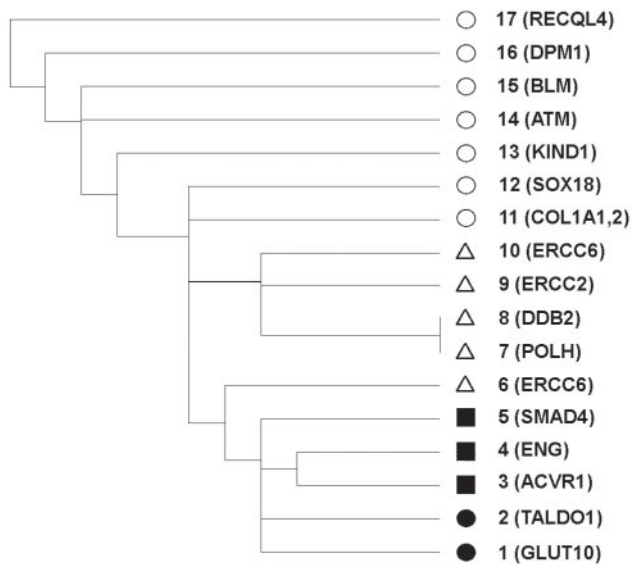 17 (RECQL4)
16 (DPM1)
15 (BLM)
14 (ATM)
13 (KIND1)
12 (SOX18)
11 (COL1A1,2)
10 (ERCC6)
9 (ERCC2)
8 (DDB2)
7 (POLH)
6 (ERCC6)
5 (SMAD4)
4 (ENG)
3 (ACVR1)
2 (TALDO1)
1 (GLUT10)